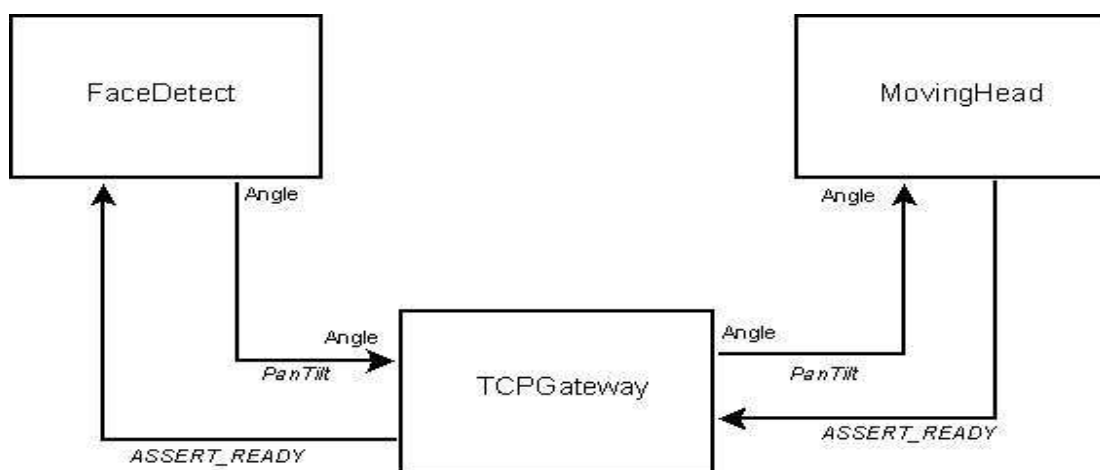 FaceDetect
MovingHead
Angle
Angle
Angle
PanTilt
Angle
PanTilt
TCPGateway
ASSERT_READY
ASSERT_READY